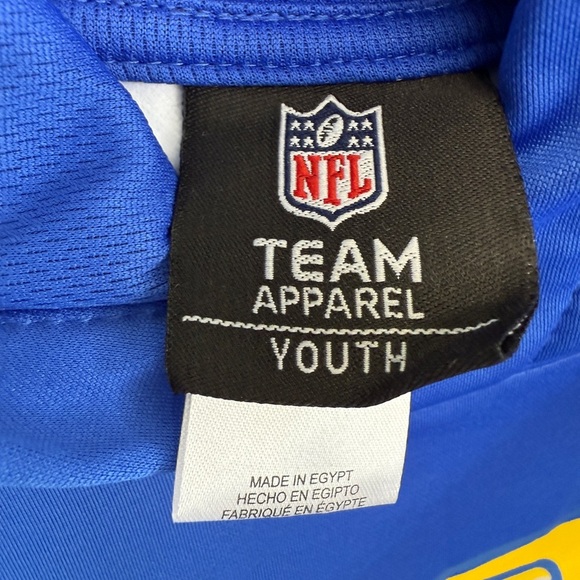 NFL
TEAM
APPAREL
YOUTH
MADE IN EGYPT
HECHO EN EGIPTO
FABRIQUÉ EN ÉGYPTE